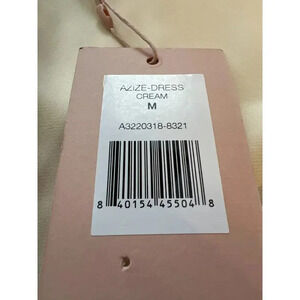 AZIZE-DRESS
CREAM
M
A3220318-8321
8 40154 45504 8